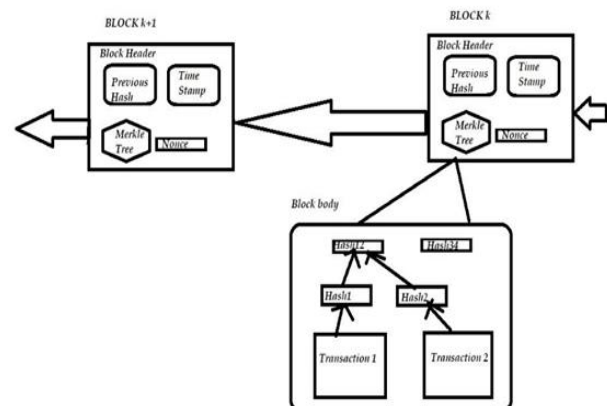 BLOCK k+1
Block Header
Previous
Hash
Time
Stamp
Merkle
Tree
Nonce
BLOCK k
Block Header
Previous
Hash
Time
Stamp
Merkle
Tree
Nonce
Block body
Hash12
Hash34
Hash1
Hash2
Transaction 1
Transaction 2